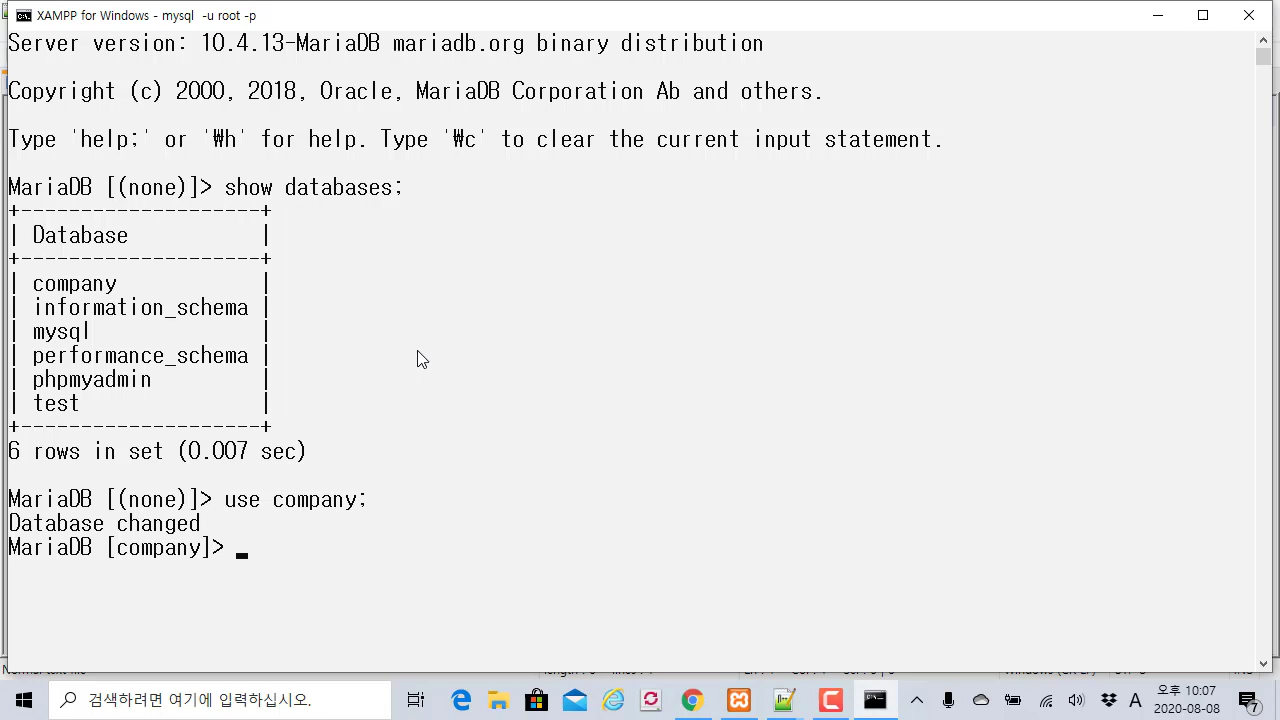 XAMPP for Windows - mysql  -u root -p
Server version: 10.4.13-MariaDB mariadb.org binary distribution
Copyright (c) 2000, 2018, Oracle, MariaDB Corporation Ab and others.
Type 'help;' or '₩h' for help. Type '₩c' to clear the current input statement.
MariaDB [(none)]> show databases;
+--------------------+
| Database           |
+--------------------+
| company            |
| information_schema |
| mysql              |
| performance_schema |
| phpmyadmin         |
| test               |
+--------------------+
6 rows in set (0.007 sec)
MariaDB [(none)]> use company;
Database changed
MariaDB [company]> _
검색하려면 여기에 입력하십시오.
A
오후 10:07
2020-08-08
7